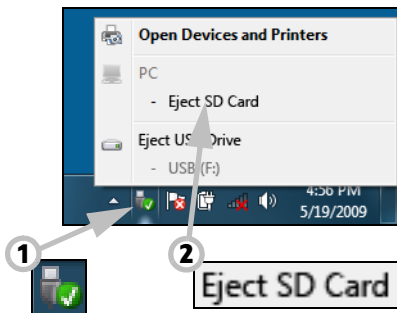 Open Devices and Printers
PC
- Eject SD Card
Eject USB Drive
- USB (F:)
4:56 PM
5/19/2009
1
2
Eject SD Card